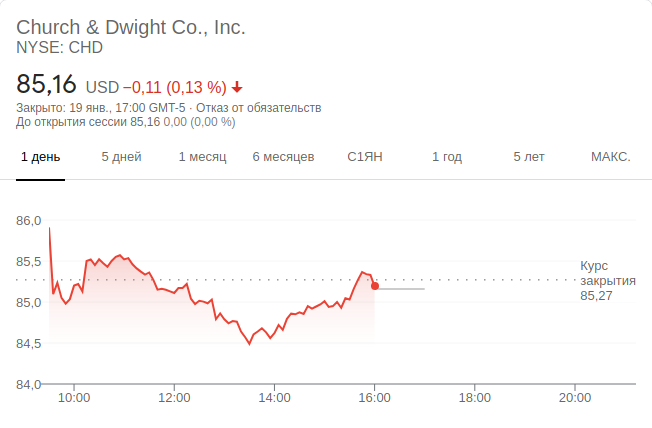 Church & Dwight Co., Inc.
NYSE: CHD
85,16 USD −0,11 (0,13 %)
Закрыто: 19 янв., 17:00 GMT-5 · Отказ от обязательств
До открытия сессии 85,16 0,00 (0,00 %)
1 день 5 дней 1 месяц 6 месяцев С1ЯН 1 год 5 лет МАКС.
86,0
85,5
85,0
84,5
84,0
Курс
закрытия
85,27
10:00 12:00 14:00 16:00 18:00 20:00